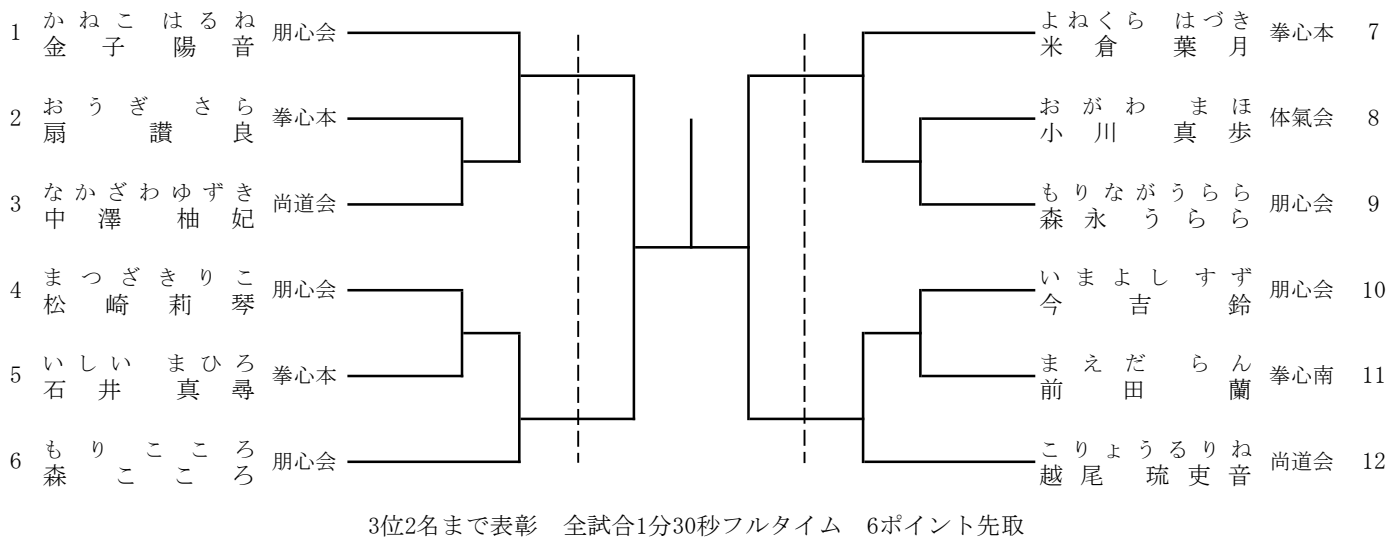 1 かねこ はるね 朋心会
金子 陽音
2 おうぎ さら 拳心本
扇 讃良
3 なかざわゆずき 尚道会
中澤 柚妃
4 まつざきりこ 朋心会
松崎莉琴
5 いしい まひろ 拳心本
石井 真尋
6 もり こころ 朋心会
森 こころ
よねくら はづき 拳心本 7
米倉 葉月
おがわ まほ 体氣会 8
小川 真歩
もりながうらら 朋心会 9
森永うらら
いまよし すず 朋心会 10
今吉 鈴
まえだ らん 拳心南 11
前田 蘭
こりょうるりね 尚道会 12
越尾 琉吏音
3位2名まで表彰 全試合1分30秒フルタイム 6ポイント先取